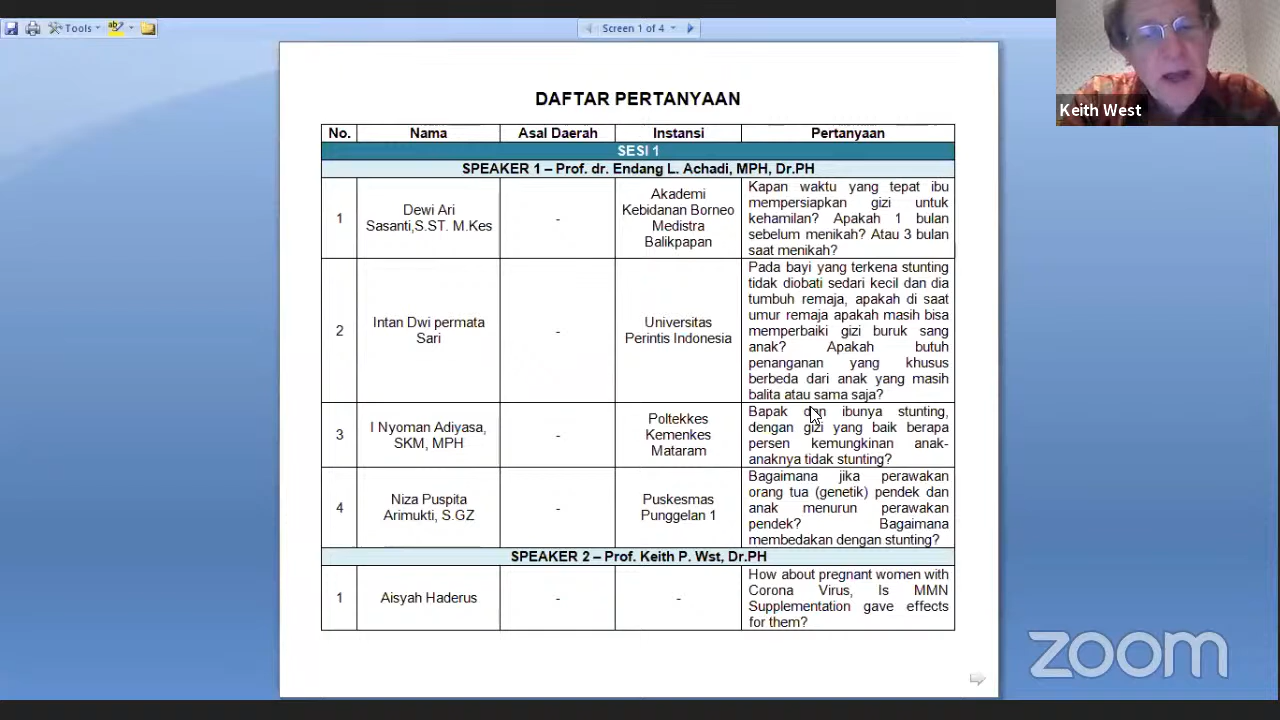 Tools
Screen 1 of 4
Keith West
DAFTAR PERTANYAAN
No. Nama Asal Daerah Instansi Pertanyaan
SESI 1
SPEAKER 1 – Prof. dr. Endang L. Achadi, MPH, Dr.PH
1
Dewi Ari
Sasanti,S.ST. M.Kes
-
Akademi
Kebidanan Borneo
Medistra
Balikpapan
Kapan waktu yang tepat ibu
mempersiapkan gizi untuk
kehamilan? Apakah 1 bulan
sebelum menikah? Atau 3 bulan
saat menikah?
2
Intan Dwi permata
Sari
-
Universitas
Perintis Indonesia
Pada bayi yang terkena stunting
tidak diobati sedari kecil dan dia
tumbuh remaja, apakah di saat
umur remaja apakah masih bisa
memperbaiki gizi buruk sang
anak? Apakah butuh
penanganan yang khusus
berbeda dari anak yang masih
balita atau sama saja?
3
I Nyoman Adiyasa,
SKM, MPH
-
Poltekkes
Kemenkes
Mataram
Bapak dan ibunya stunting,
dengan gizi yang baik berapa
persen kemungkinan anak-
anaknya tidak stunting?
4
Niza Puspita
Arimukti, S.GZ
-
Puskesmas
Punggelan 1
Bagaimana jika perawakan
orang tua (genetik) pendek dan
anak menurun perawakan
pendek? Bagaimana
membedakan dengan stunting?
SPEAKER 2 – Prof. Keith P. Wst, Dr.PH
1
Aisyah Haderus
-
-
How about pregnant women with
Corona Virus, Is MMN
Supplementation gave effects
for them?
zoom